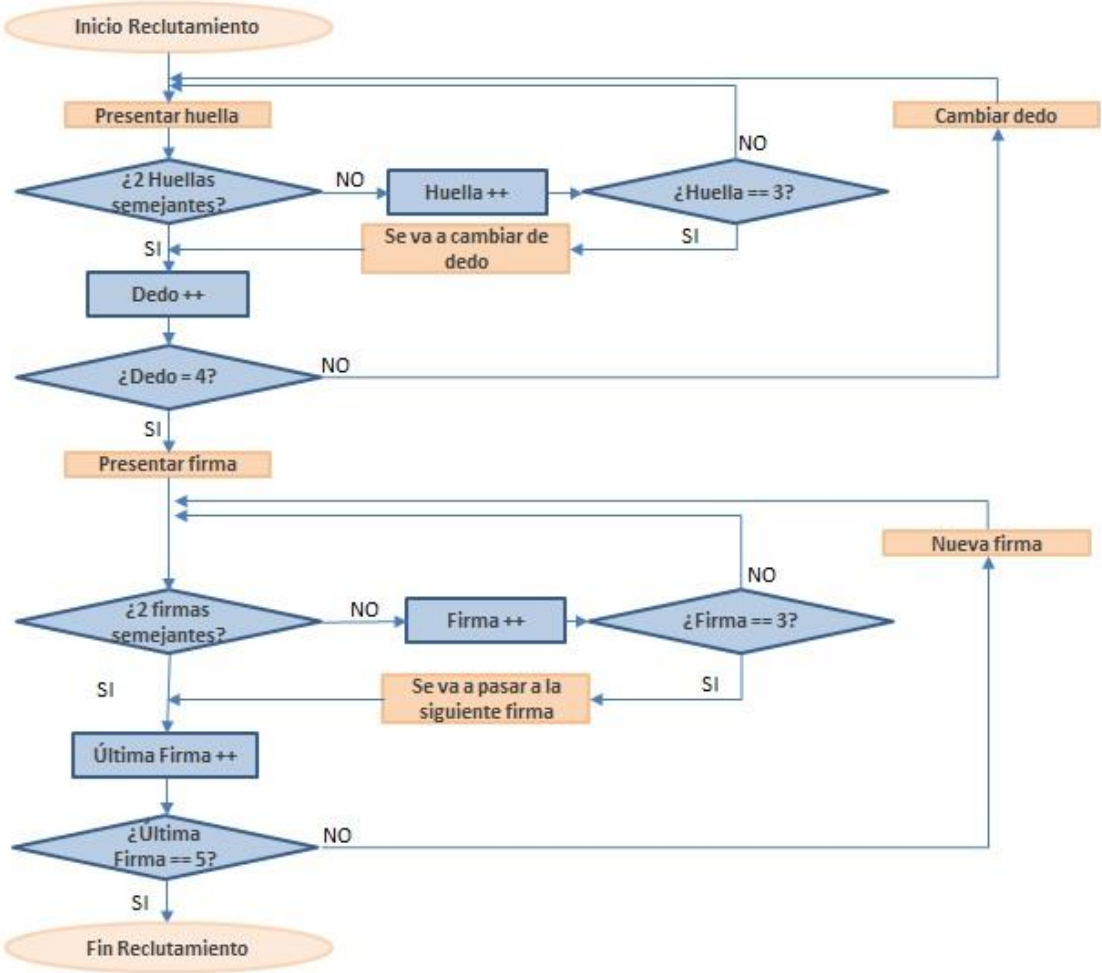 Inicio Reclutamiento
Presentar huella
Cambiar dedo
NO
¿2 Huellas
semejantes?
NO
Huella ++
¿Huella == 3?
SI
Se va a cambiar de
dedo
SI
Dedo ++
¿Dedo = 4?
NO
SI
Presentar firma
Nueva firma
NO
¿2 firmas
semejantes?
NO
Firma ++
¿Firma == 3?
SI
Se va a pasar a la
siguiente firma
SI
Última Firma ++
¿Última
Firma == 5?
NO
SI
Fin Reclutamiento